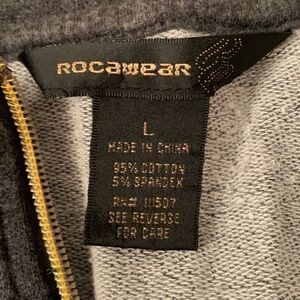 ROCAWEAR
L
MADE IN CHINA
95% COTTON
5% SPANDEX
RN# 111507
SEE REVERSE
FOR CARE